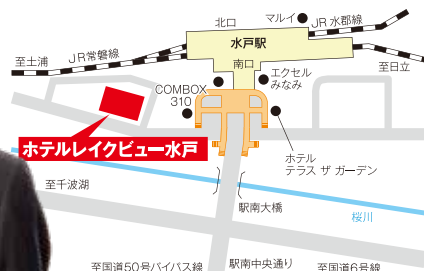 北口
マルイ
JR水郡線
水戸駅
JR常磐線
至土浦
南口
至日立
エクセル
みなみ
COMBOX
310
ホテルレイクビュー水戸
ホテル
テラス ザ ガーデン
至千波湖
駅南大橋
桜川
至国道50号バイパス線
駅南中央通り
至国道6号線